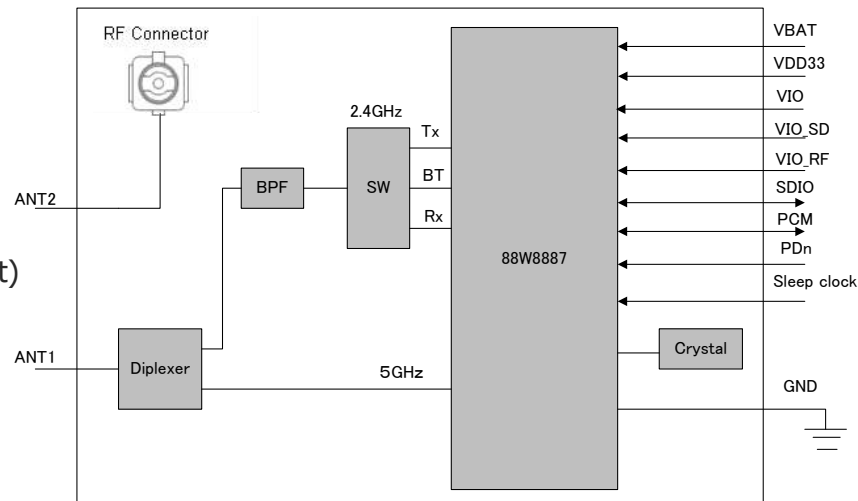 RF Connector
2.4GHz
Tx
BT
Rx
SW
BPF
ANT2
t)
ANT1
Diplexer
5GHz
88W8887
VBAT
VDD33
VIO
VIO_SD
VIO_RF
SDIO
PCM
PDn
Sleep clock
Crystal
GND